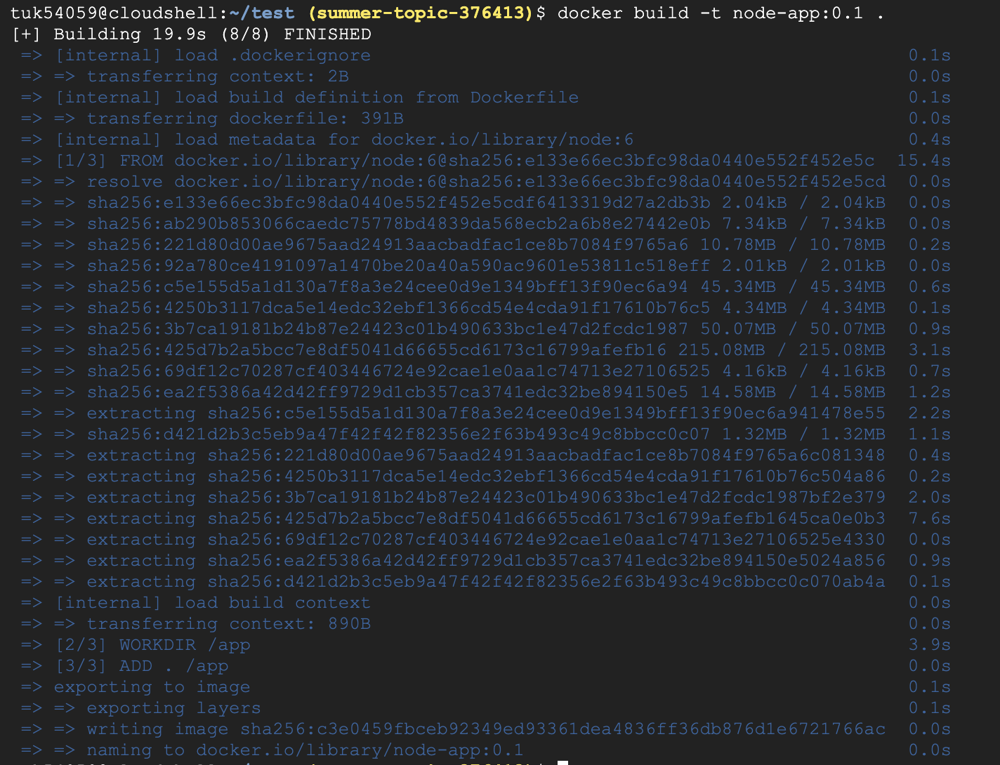 tuk54059@cloudshell:~/test (summer-topic-376413)$ docker build -t node-app:0.1 .
[+] Building 19.9s (8/8) FINISHED
=> [internal] load .dockerignore 0.1s
=> => transferring context: 2B 0.0s
=> [internal] load build definition from Dockerfile 0.1s
=> => transferring dockerfile: 391B 0.0s
=> [internal] load metadata for docker.io/library/node:6 0.4s
=> [1/3] FROM docker.io/library/node:6@sha256:e133e66ec3bfc98da0440e552f452e5c 15.4s
=> => resolve docker.io/library/node:6@sha256:e133e66ec3bfc98da0440e552f452e5cd 0.0s
=> => sha256:e133e66ec3bfc98da0440e552f452e5cdf6413319d27a2db3b 2.04kB / 2.04kB 0.0s
=> => sha256:ab290b853066caedc75778bd4839da568ecb2a6b8e27442e0b 7.34kB / 7.34kB 0.0s
=> => sha256:221d80d00ae9675aad24913aacbadfac1ce8b7084f9765a6 10.78MB / 10.78MB 0.2s
=> => sha256:92a780ce4191097a1470be20a40a590ac9601e53811c518eff 2.01kB / 2.01kB 0.0s
=> => sha256:c5e155d5a1d130a7f8a3e24cee0d9e1349bff13f90ec6a94 45.34MB / 45.34MB 0.6s
=> => sha256:4250b3117dca5e14edc32ebf1366cd54e4cda91f17610b76c5 4.34MB / 4.34MB 0.1s
=> => sha256:3b7ca19181b24b87e24423c01b490633bc1e47d2fcdc1987 50.07MB / 50.07MB 0.9s
=> => sha256:425d7b2a5bcc7e8df5041d66655cd6173c16799afefb16 215.08MB / 215.08MB 3.1s
=> => sha256:69df12c70287cf403446724e92cae1e0aa1c74713e27106525 4.16kB / 4.16kB 0.7s
=> => sha256:ea2f5386a42d42ff9729d1cb357ca3741edc32be894150e5 14.58MB / 14.58MB 1.2s
=> => extracting sha256:c5e155d5a1d130a7f8a3e24cee0d9e1349bff13f90ec6a941478e55 2.2s
=> => sha256:d421d2b3c5eb9a47f42f42f82356e2f63b493c49c8bbcc0c07 1.32MB / 1.32MB 1.1s
=> => extracting sha256:221d80d00ae9675aad24913aacbadfac1ce8b7084f9765a6c081348 0.4s
=> => extracting sha256:4250b3117dca5e14edc32ebf1366cd54e4cda91f17610b76c504a86 0.2s
=> => extracting sha256:3b7ca19181b24b87e24423c01b490633bc1e47d2fcdc1987bf2e379 2.0s
=> => extracting sha256:425d7b2a5bcc7e8df5041d66655cd6173c16799afefb1645ca0e0b3 7.6s
=> => extracting sha256:69df12c70287cf403446724e92cae1e0aa1c74713e27106525e4330 0.0s
=> => extracting sha256:ea2f5386a42d42ff9729d1cb357ca3741edc32be894150e5024a856 0.9s
=> => extracting sha256:d421d2b3c5eb9a47f42f42f82356e2f63b493c49c8bbcc0c070ab4a 0.1s
=> [internal] load build context 0.0s
=> => transferring context: 890B 0.0s
=> [2/3] WORKDIR /app 3.9s
=> [3/3] ADD . /app 0.0s
=> exporting to image 0.1s
=> => exporting layers 0.1s
=> => writing image sha256:c3e0459fbceb92349ed93361dea4836ff36db876d1e6721766ac 0.0s
=> => naming to docker.io/library/node-app:0.1 0.0s